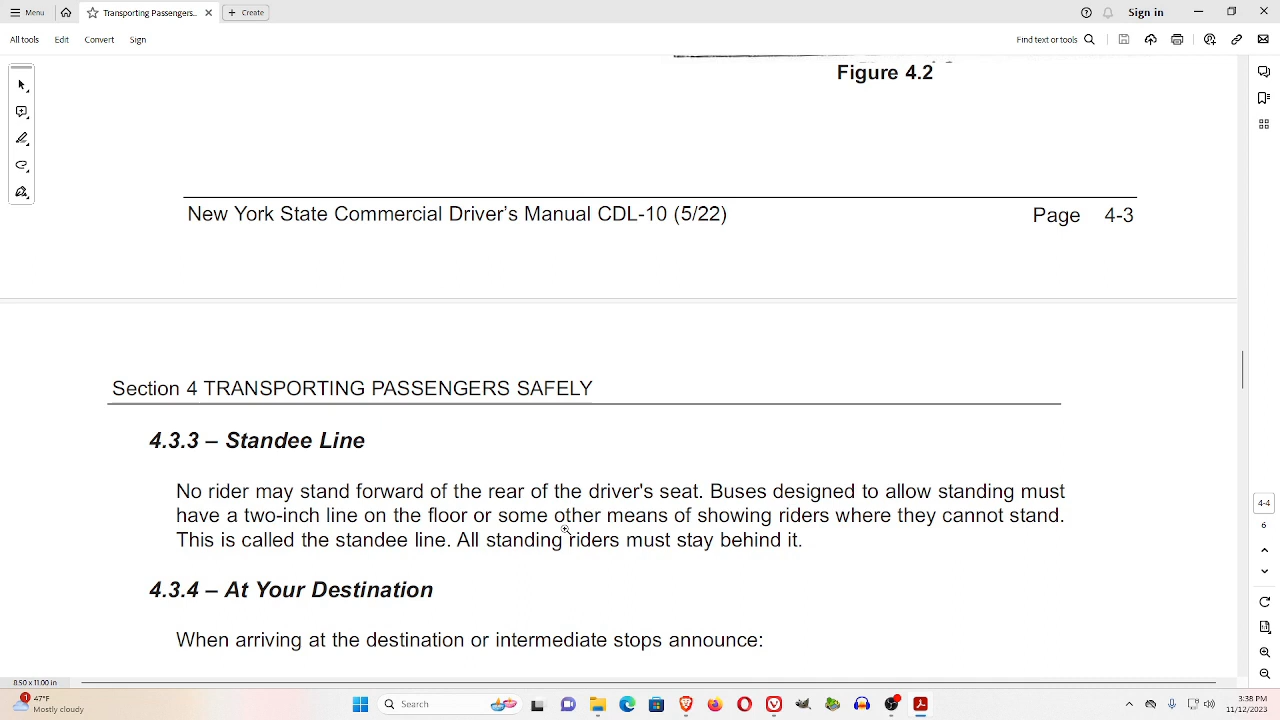 Menu
Transporting Passengers..
Create
Sign in
All tools
Edit
Convert
Sign
Find text or tools
Figure 4.2
New York State Commercial Driver's Manual CDL-10 (5/22)
Page 4-3
Section 4 TRANSPORTING PASSENGERS SAFELY
4.3.3 – Standee Line
No rider may stand forward of the rear of the driver's seat. Buses designed to allow standing must
have a two-inch line on the floor or some other means of showing riders where they cannot stand.
This is called the standee line. All standing riders must stay behind it.
4-4
6
4.3.4 – At Your Destination
When arriving at the destination or intermediate stops announce:
8.50 x 11.00 in
1
47°F
Mostly cloudy
Search
3:38 PM
11/12/2023